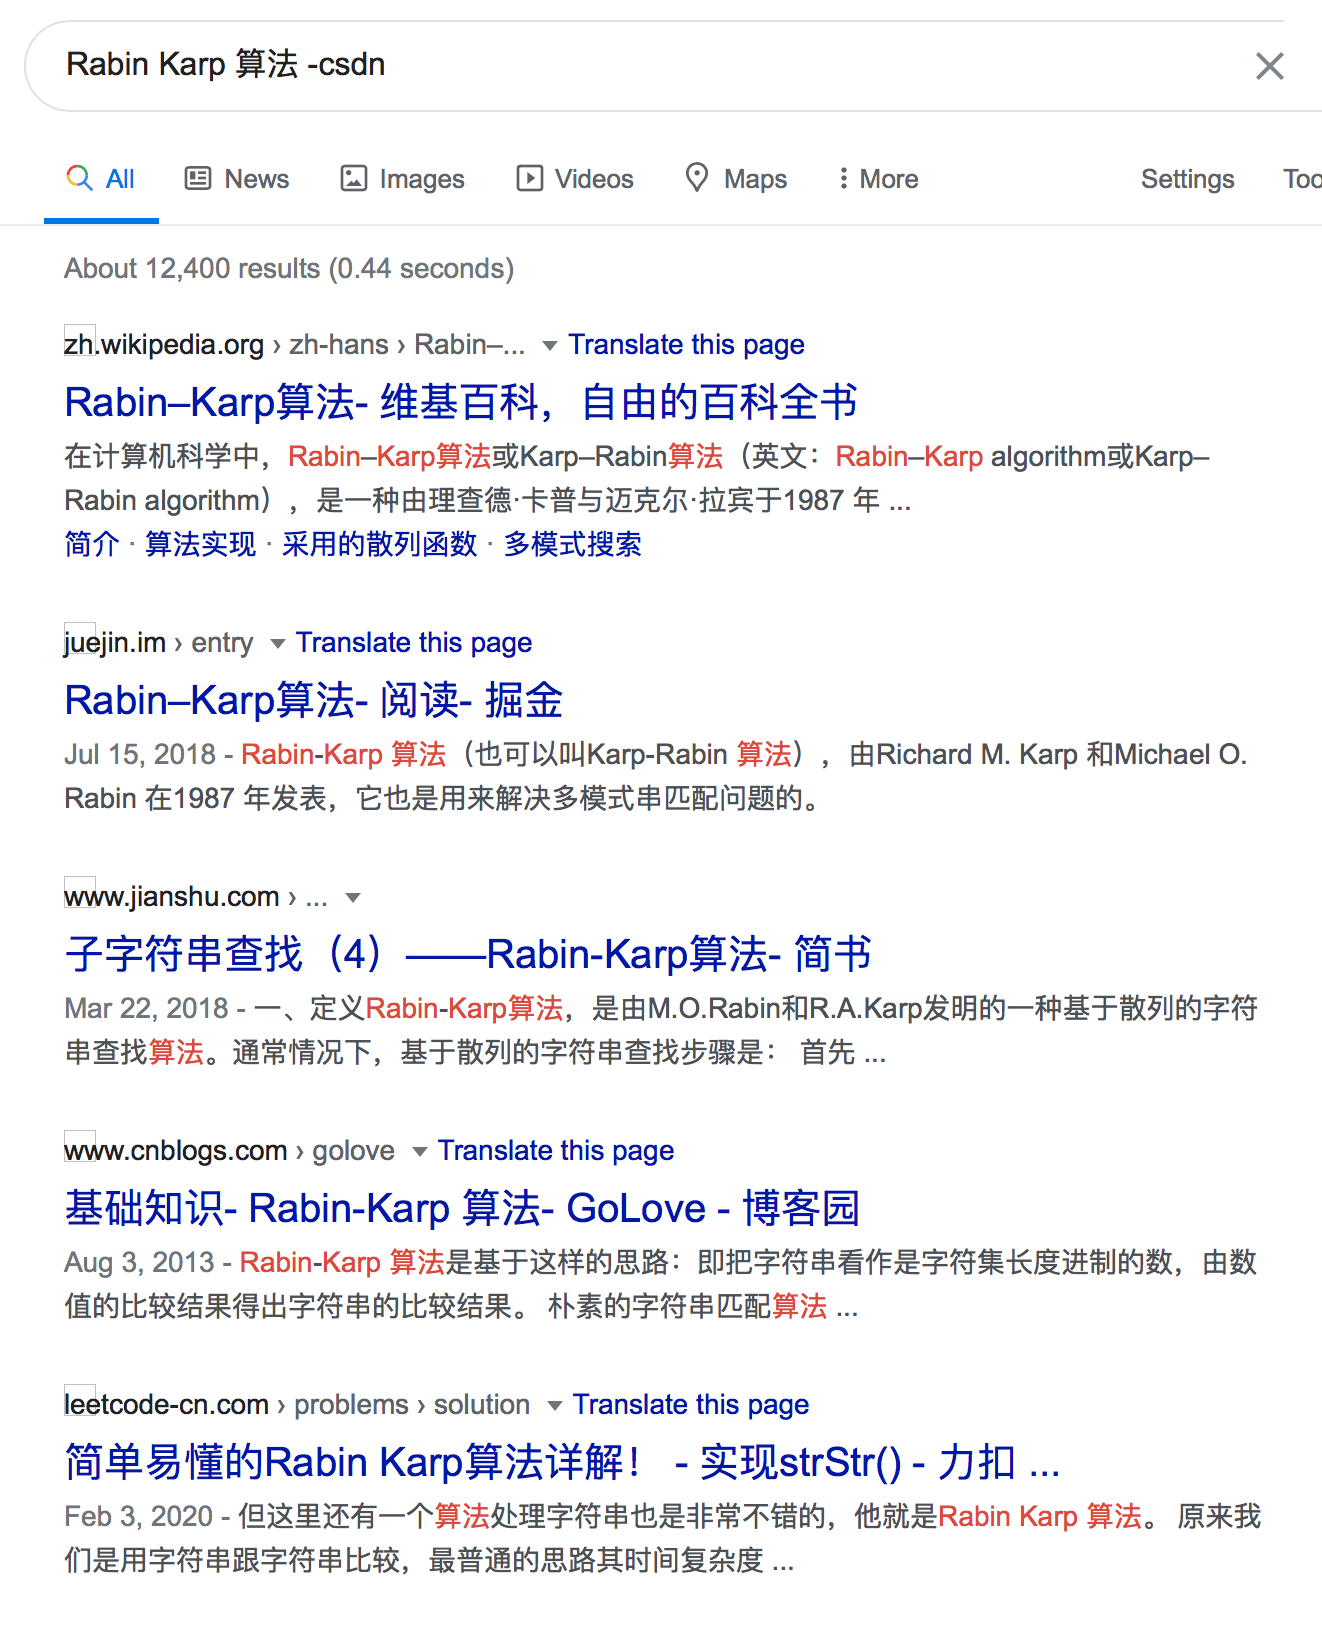 Rabin Karp 算法 -csdn
All News Images Videos Maps More Settings Too
About 12,400 results (0.44 seconds)
zh.wikipedia.org › zh-hans › Rabin–... Translate this page
Rabin–Karp算法- 维基百科，自由的百科全书
在计算机科学中，Rabin–Karp算法或Karp–Rabin算法（英文：Rabin–Karp algorithm或Karp–
Rabin algorithm），是一种由理查德·卡普与迈克尔·拉宾于1987 年 ...
简介 · 算法实现 · 采用的散列函数 · 多模式搜索
juejin.im › entry Translate this page
Rabin–Karp算法- 阅读- 掘金
Jul 15, 2018 - Rabin-Karp 算法（也可以叫Karp-Rabin 算法），由Richard M. Karp 和Michael O.
Rabin 在1987 年发表，它也是用来解决多模式串匹配问题的。
www.jianshu.com › ...
子字符串查找（4）——Rabin-Karp算法- 简书
Mar 22, 2018 - 一、定义Rabin-Karp算法，是由M.O.Rabin和R.A.Karp发明的一种基于散列的字符
串查找算法。通常情况下，基于散列的字符串查找步骤是： 首先 ...
www.cnblogs.com › golove Translate this page
基础知识- Rabin-Karp 算法- GoLove - 博客园
Aug 3, 2013 - Rabin-Karp 算法是基于这样的思路：即把字符串看作是字符集长度进制的数，由数
值的比较结果得出字符串的比较结果。 朴素的字符串匹配算法 ...
leetcode-cn.com › problems › solution Translate this page
简单易懂的Rabin Karp算法详解！ - 实现strStr() - 力扣 ...
Feb 3, 2020 - 但这里还有一个算法处理字符串也是非常不错的，他就是Rabin Karp 算法。 原来我
们是用字符串跟字符串比较，最普通的思路其时间复杂度 ...